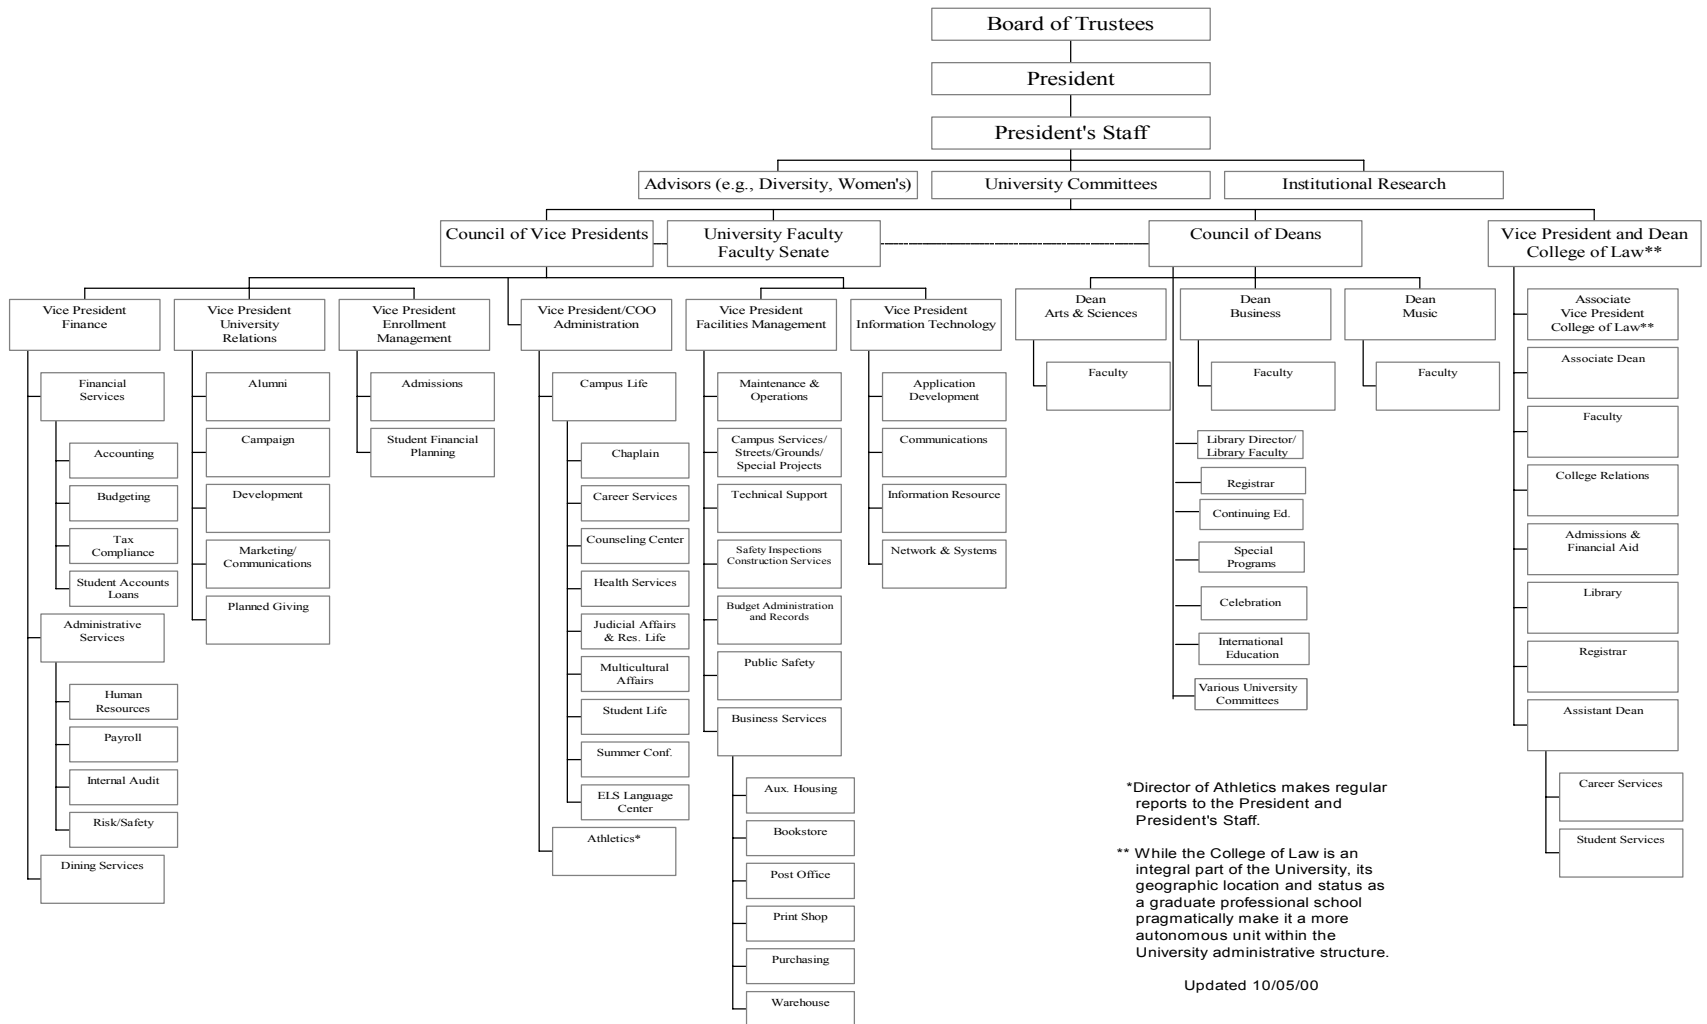 Board of Trustees
President
President's Staff
Advisors (e.g., Diversity, Women's)
University Committees
Institutional Research
Council of Vice Presidents
University Faculty
Faculty Senate
Council of Deans
Vice President and Dean
College of Law**
Vice President
Finance
Financial
Services
Accounting
Budgeting
Tax
Compliance
Student Accounts
Loans
Administrative
Services
Human
Resources
Payroll
Internal Audit
Risk/Safety
Dining Services
Vice President
University
Relations
Alumni
Campaign
Development
Marketing/
Communications
Planned Giving
Vice President
Enrollment
Management
Admissions
Student Financial
Planning
Vice President/COO
Administration
Campus Life
Chaplain
Career Services
Counseling Center
Health Services
Judicial Affairs
& Res. Life
Multicultural
Affairs
Student Life
Summer Conf.
ELS Language
Center
Athletics*
Vice President
Facilities Management
Maintenance &
Operations
Campus Services/
Streets/Grounds/
Special Projects
Technical Support
Safety Inspections
Construction Services
Budget Administration
and Records
Public Safety
Business Services
Aux. Housing
Bookstore
Post Office
Print Shop
Purchasing
Warehouse
Vice President
Information Technology
Application
Development
Communications
Information Resource
Network & Systems
Dean
Arts & Sciences
Faculty
Dean
Business
Faculty
Dean
Music
Faculty
Library Director/
Library Faculty
Registrar
Continuing Ed.
Special
Programs
Celebration
International
Education
Various University
Committees
Associate
Vice President
College of Law**
Associate Dean
Faculty
College Relations
Admissions &
Financial Aid
Library
Registrar
Assistant Dean
Career Services
Student Services
*Director of Athletics makes regular
reports to the President and
President's Staff.
** While the College of Law is an
integral part of the University, its
geographic location and status as
a graduate professional school
pragmatically make it a more
autonomous unit within the
University administrative structure.
Updated 10/05/00